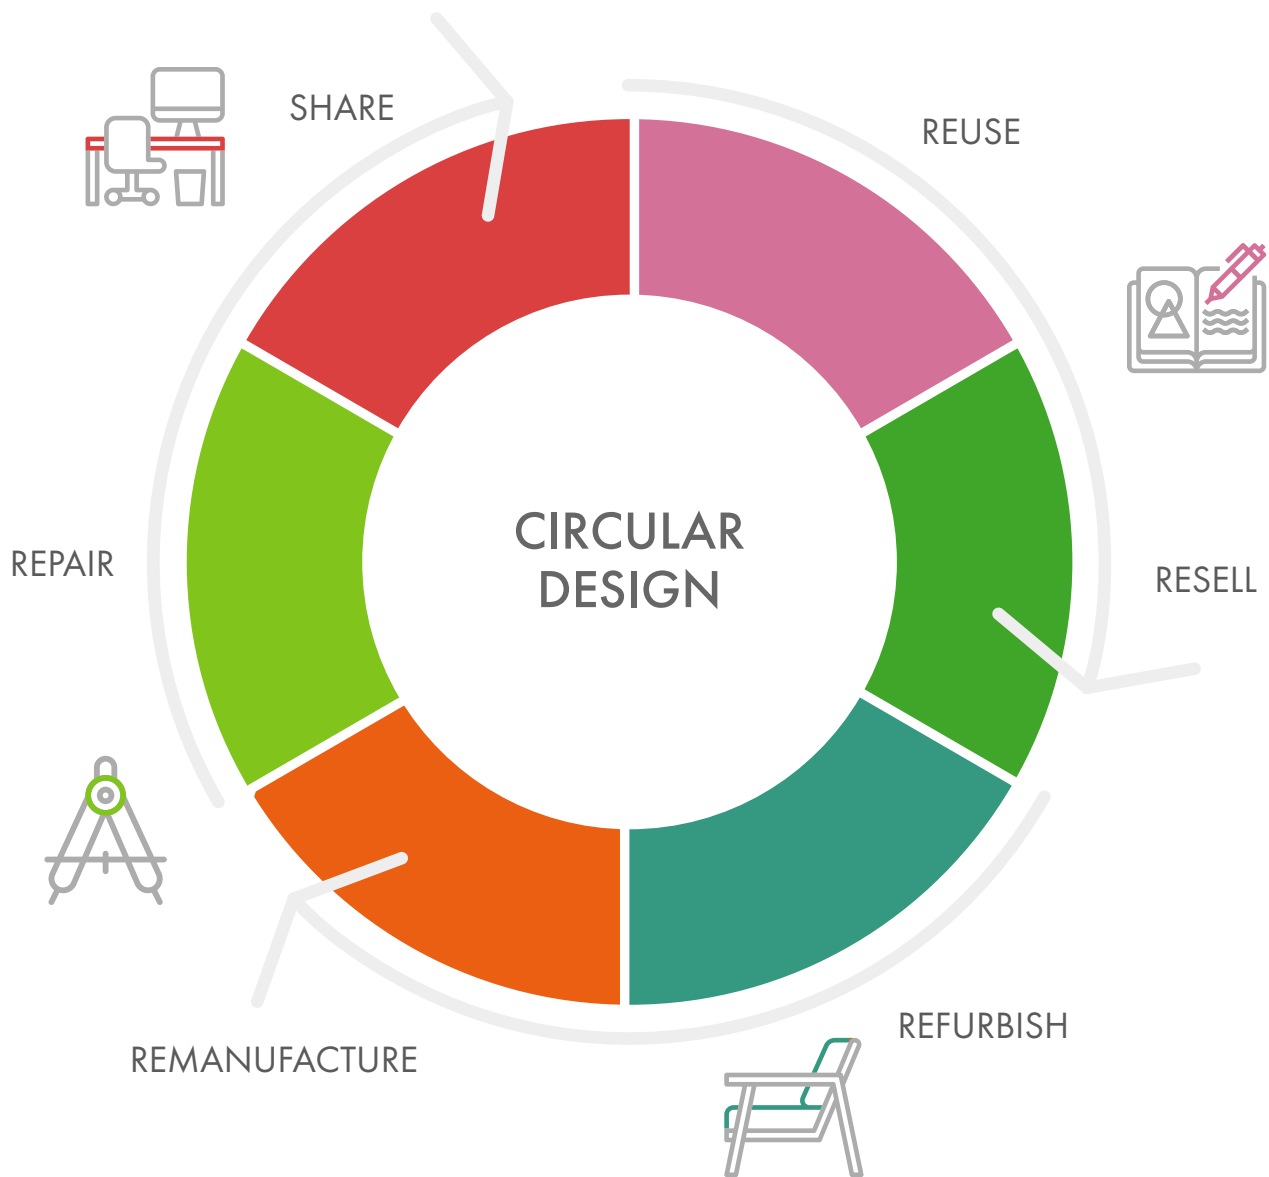 SHARE
REUSE
CIRCULAR
DESIGN
REPAIR
RESELL
REFURBISH
REMANUFACTURE